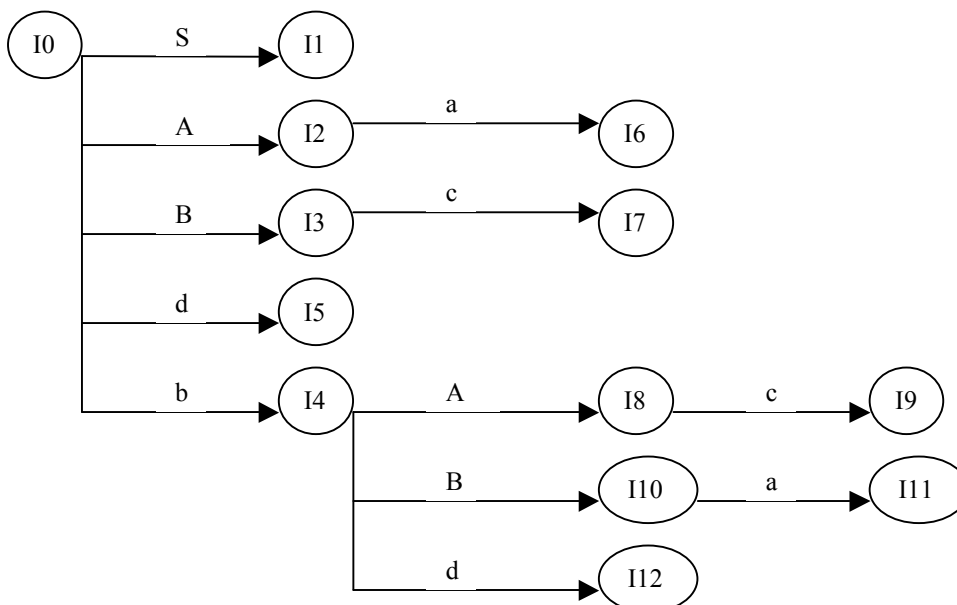 I0 S I1
A I2 a I6
B I3 c I7
d I5
b I4 A I8 c I9
B I10 a I11
d I12